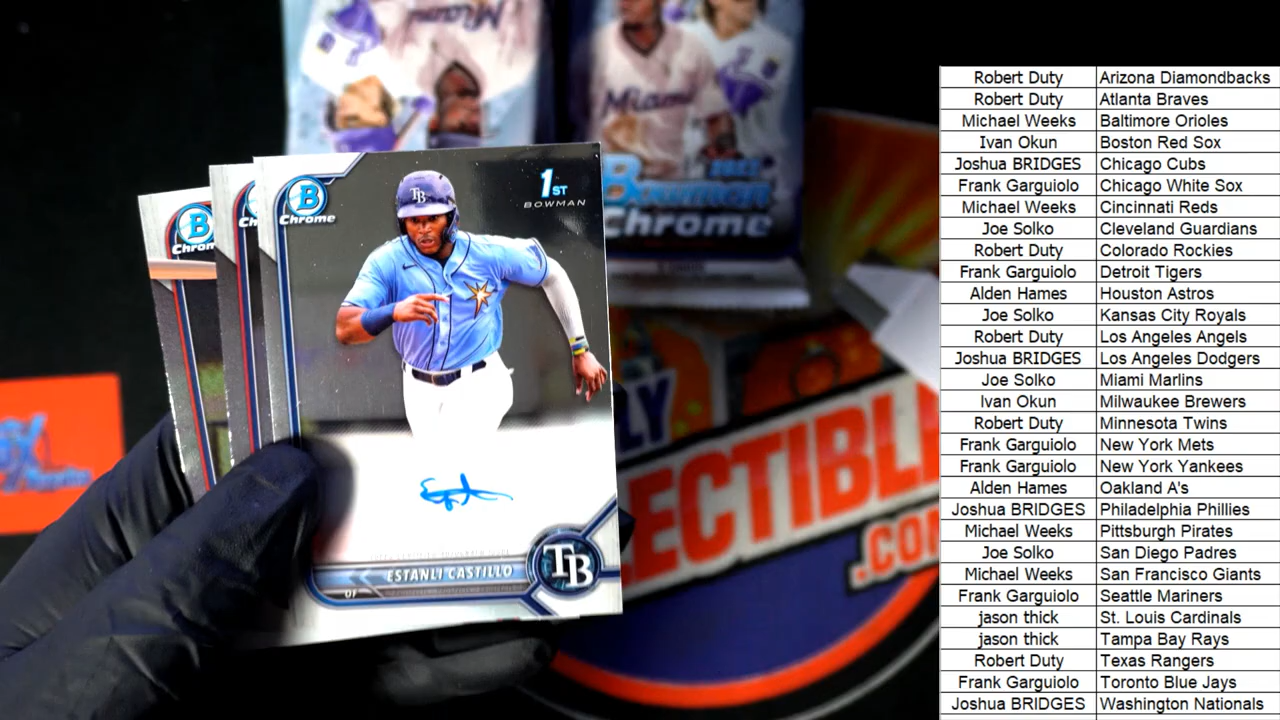 Miami
Miami
2022
Bowman
Chrome
B
Chrome
B
Chrome
1ST
BOWMAN
TB
ESTANLI CASTILLO
OF
TB
LECTIBLE
.COM
Robert Duty Arizona Diamondbacks
Robert Duty Atlanta Braves
Michael Weeks Baltimore Orioles
Ivan Okun Boston Red Sox
Joshua BRIDGES Chicago Cubs
Frank Garguiolo Chicago White Sox
Michael Weeks Cincinnati Reds
Joe Solko Cleveland Guardians
Robert Duty Colorado Rockies
Frank Garguiolo Detroit Tigers
Alden Hames Houston Astros
Joe Solko Kansas City Royals
Robert Duty Los Angeles Angels
Joshua BRIDGES Los Angeles Dodgers
Joe Solko Miami Marlins
Ivan Okun Milwaukee Brewers
Robert Duty Minnesota Twins
Frank Garguiolo New York Mets
Frank Garguiolo New York Yankees
Alden Hames Oakland A's
Joshua BRIDGES Philadelphia Phillies
Michael Weeks Pittsburgh Pirates
Joe Solko San Diego Padres
Michael Weeks San Francisco Giants
Frank Garguiolo Seattle Mariners
jason thick St. Louis Cardinals
jason thick Tampa Bay Rays
Robert Duty Texas Rangers
Frank Garguiolo Toronto Blue Jays
Joshua BRIDGES Washington Nationals